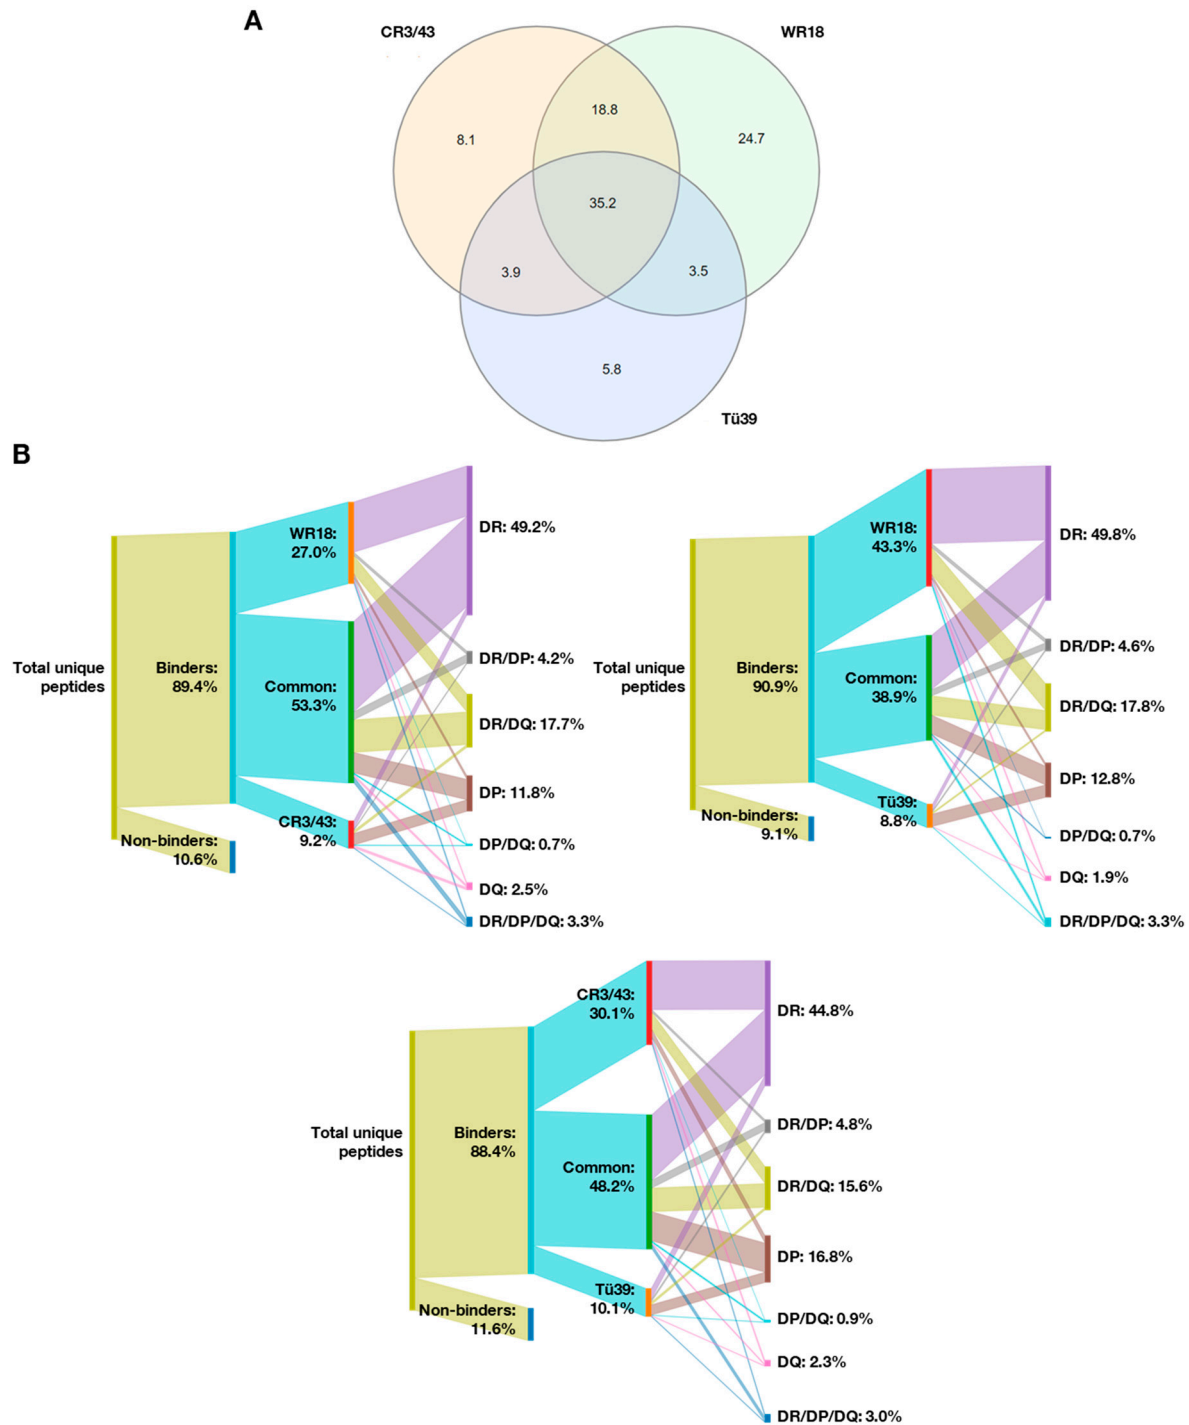 A
CR3/43
WR18
18.8
8.1
24.7
35.2
3.9
3.5
5.8
Tü39
B
WR18:
27.0%
DR: 49.2%
Total unique
peptides
Binders:
89.4%
Common:
53.3%
DR/DP: 4.2%
DR/DQ: 17.7%
DP: 11.8%
CR3/43:
9.2%
Non-binders:
10.6%
DP/DQ: 0.7%
DQ: 2.5%
DR/DP/DQ: 3.3%
WR18:
43.3%
DR: 49.8%
Total unique
peptides
Binders:
90.9%
Common:
38.9%
DR/DP: 4.6%
DR/DQ: 17.8%
DP: 12.8%
Tü39:
8.8%
Non-binders:
9.1%
DP/DQ: 0.7%
DQ: 1.9%
DR/DP/DQ: 3.3%
CR3/43:
30.1%
DR: 44.8%
Total unique
peptides
Binders:
88.4%
Common:
48.2%
DR/DP: 4.8%
DR/DQ: 15.6%
DP: 16.8%
Tü39:
10.1%
Non-binders:
11.6%
DP/DQ: 0.9%
DQ: 2.3%
DR/DP/DQ: 3.0%